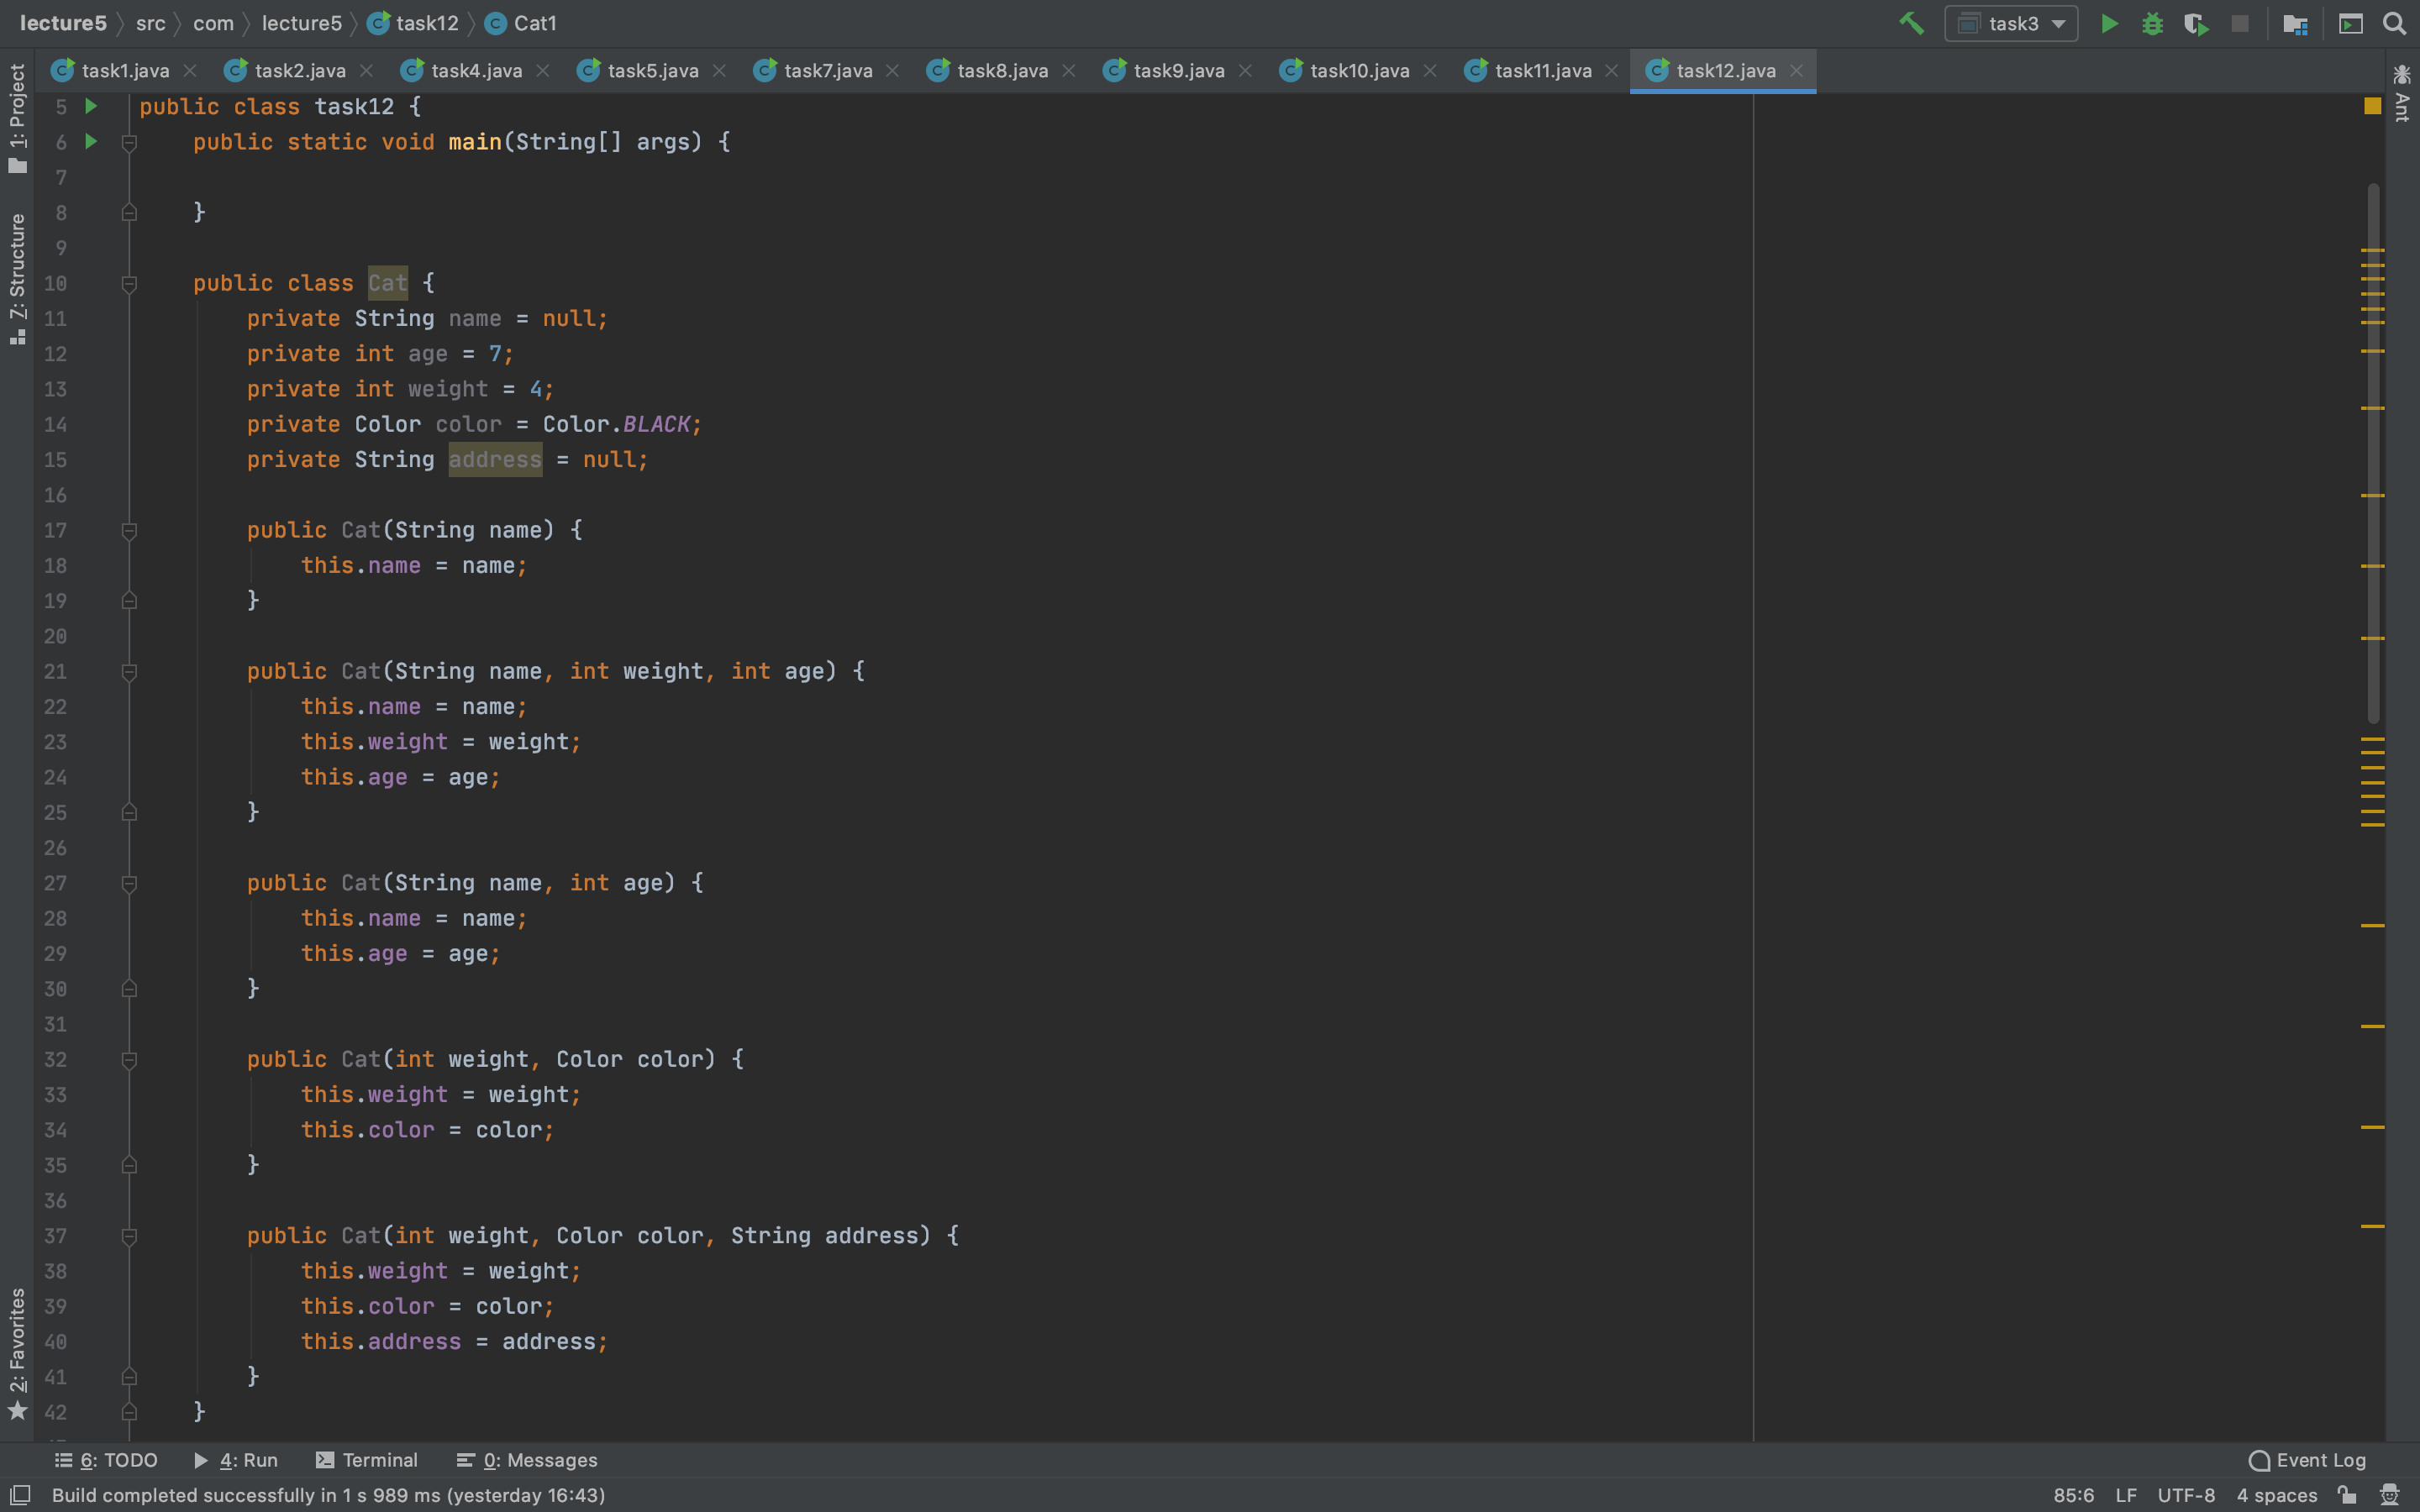 lecture5 src com lecture5 task12 Cat1 task3
task1.java task2.java task4.java task5.java task7.java task8.java task9.java task10.java task11.java task12.java
1: Project
7: Structure
2: Favorites
Ant
5 public class task12 {
6     public static void main(String[] args) {
7
8     }
9
10     public class Cat {
11         private String name = null;
12         private int age = 7;
13         private int weight = 4;
14         private Color color = Color.BLACK;
15         private String address = null;
16
17         public Cat(String name) {
18             this.name = name;
19         }
20
21         public Cat(String name, int weight, int age) {
22             this.name = name;
23             this.weight = weight;
24             this.age = age;
25         }
26
27         public Cat(String name, int age) {
28             this.name = name;
29             this.age = age;
30         }
31
32         public Cat(int weight, Color color) {
33             this.weight = weight;
34             this.color = color;
35         }
36
37         public Cat(int weight, Color color, String address) {
38             this.weight = weight;
39             this.color = color;
40             this.address = address;
41         }
42     }
6: TODO 4: Run Terminal 0: Messages Event Log
Build completed successfully in 1 s 989 ms (yesterday 16:43) 85:6 LF UTF-8 4 spaces